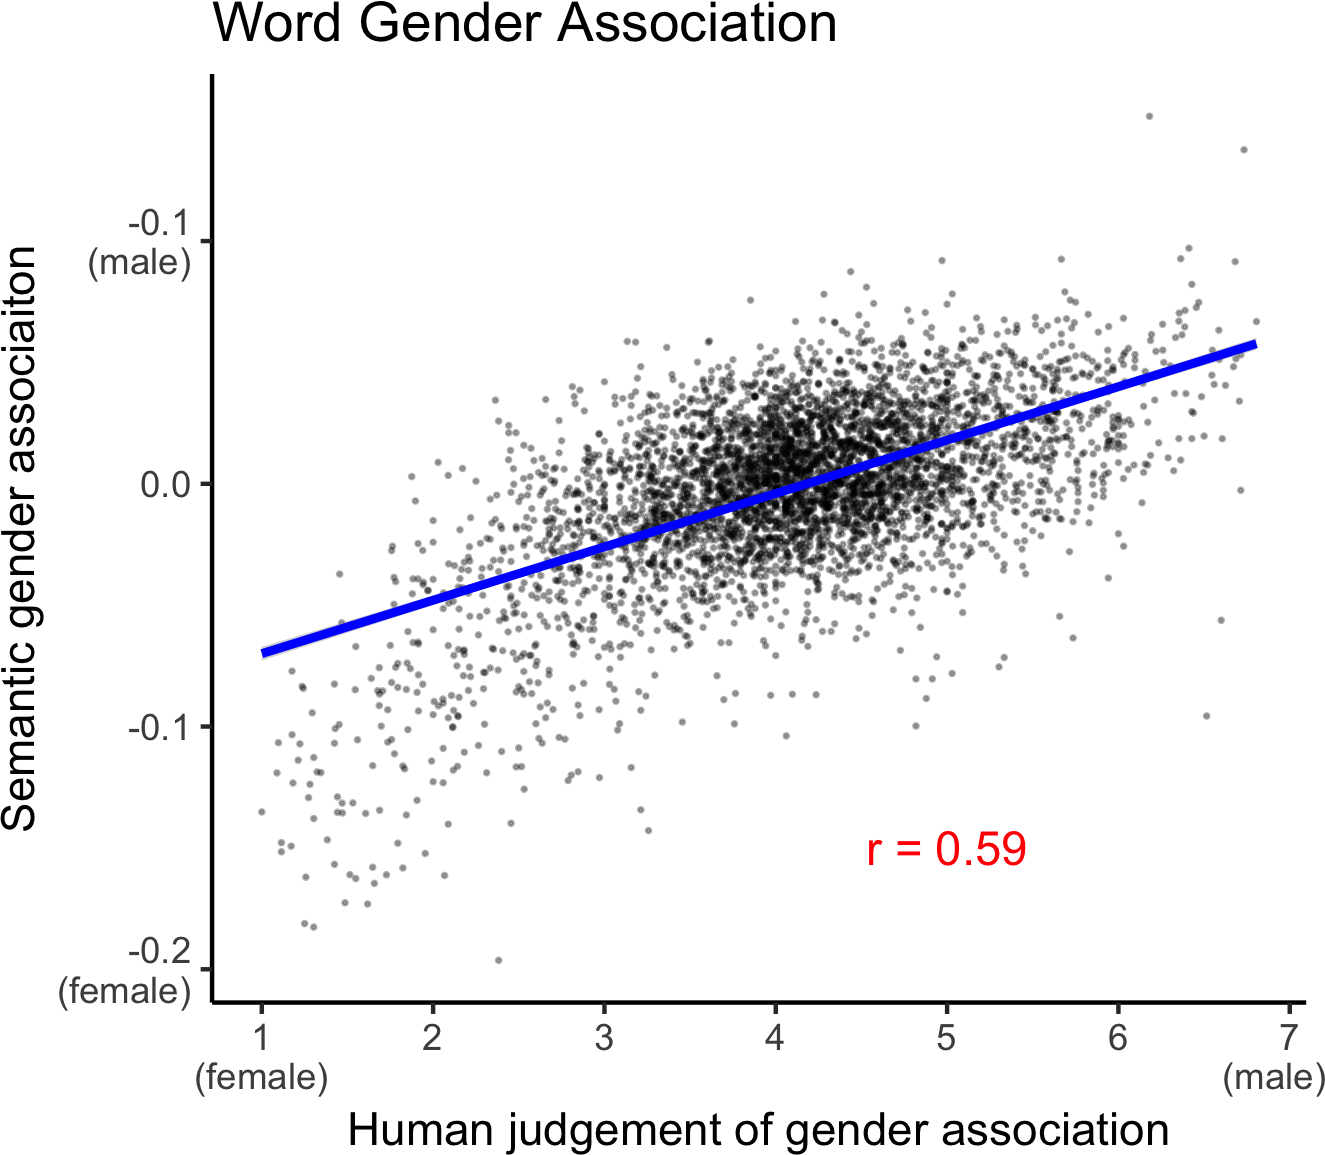 Word Gender Association
Semantic gender associaiton
-0.1
(male)
0.0
-0.1
-0.2
(female)
r = 0.59
1 2 3 4 5 6 7
(female) (male)
Human judgement of gender association